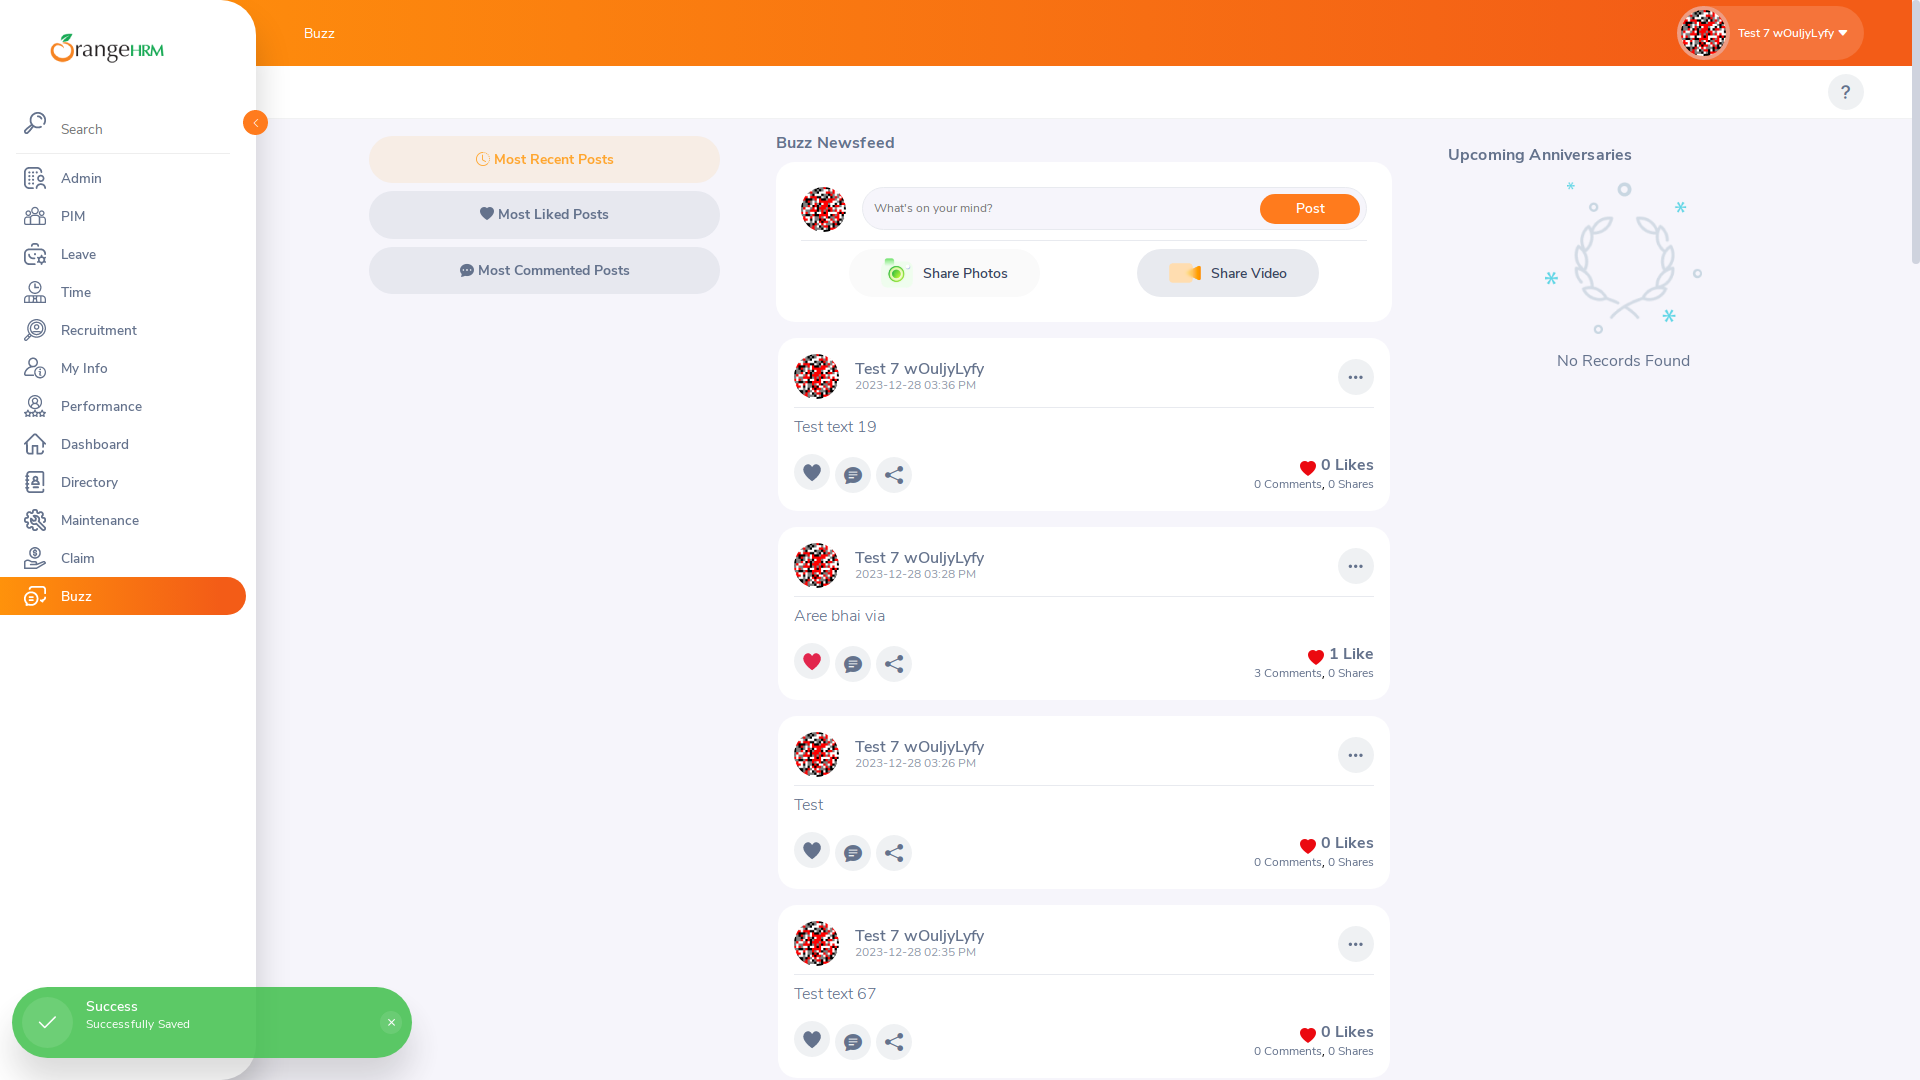 OrangeHRM
Search
Admin
PIM
Leave
Time
Recruitment
My Info
Performance
Dashboard
Directory
Maintenance
Claim
Buzz
Buzz
Test 7 wOuljyLyfy
?
Most Recent Posts
Most Liked Posts
Most Commented Posts
Buzz Newsfeed
What's on your mind?
Post
Share Photos
Share Video
Test 7 wOuljyLyfy
2023-12-28 03:36 PM
Test text 19
0 Likes
0 Comments, 0 Shares
Test 7 wOuljyLyfy
2023-12-28 03:28 PM
Aree bhai via
1 Like
3 Comments, 0 Shares
Test 7 wOuljyLyfy
2023-12-28 03:26 PM
Test
0 Likes
0 Comments, 0 Shares
Test 7 wOuljyLyfy
2023-12-28 02:35 PM
Test text 67
0 Likes
0 Comments, 0 Shares
Upcoming Anniversaries
No Records Found
Success
Successfully Saved